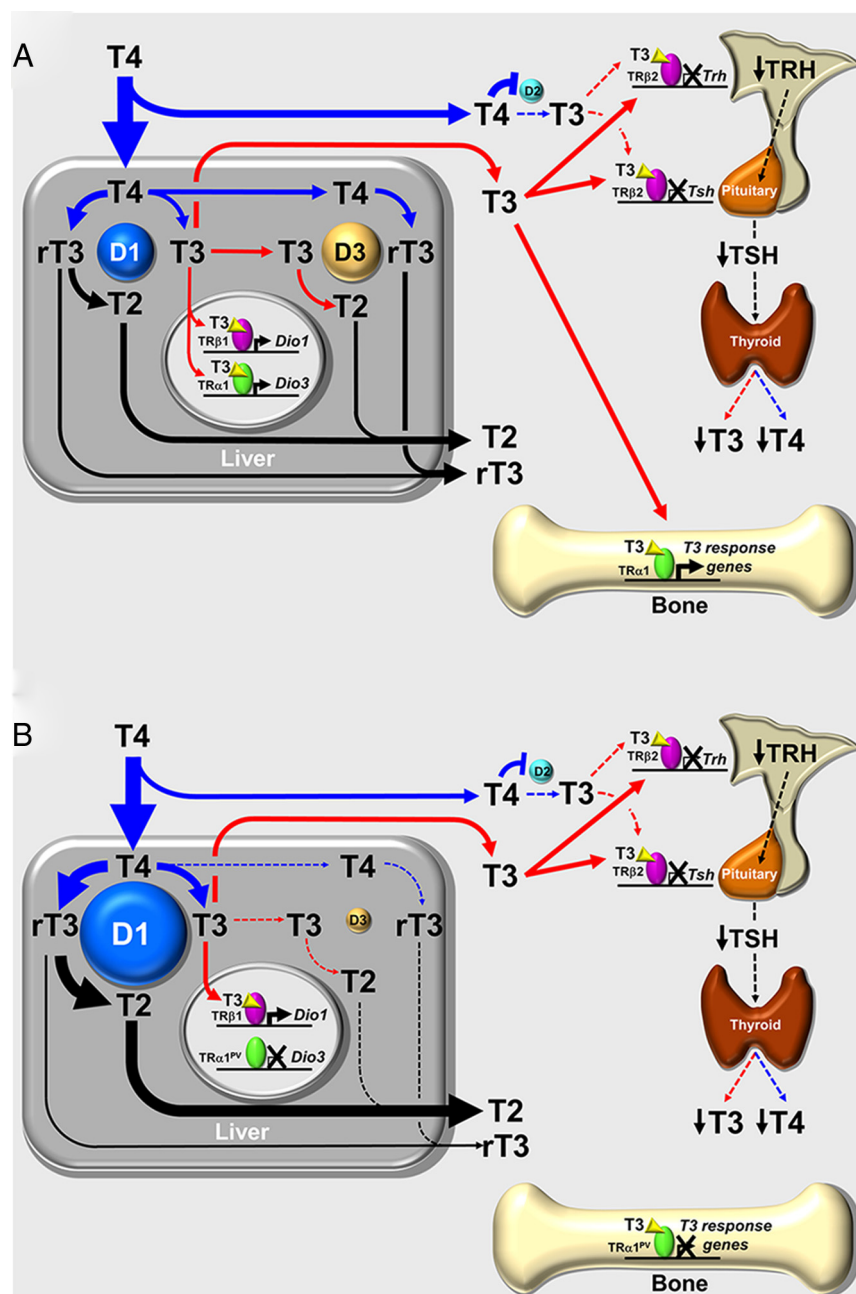 A
T4
T4
D2
T3
T3
TRβ2
Trh
TRH
T3
TRβ2
Tsh
Pituitary
T3
T4
T4
rT3
D1
T3
T3
D3
rT3
T2
T2
T3
TRβ1
Dio1
T3
TRα1
Dio3
Liver
T2
rT3
TSH
Thyroid
T3 T4
T3
TRα1
T3 response
genes
Bone
B
T4
T4
D2
T3
T3
TRβ2
Trh
TRH
T3
TRβ2
Tsh
Pituitary
T3
T4
T4
rT3
D1
T3
T3
D3
rT3
T2
T2
T3
TRβ1
Dio1
TRα1PV
Dio3
Liver
T2
rT3
TSH
Thyroid
T3 T4
T3
TRα1PV
T3 response
genes
Bone